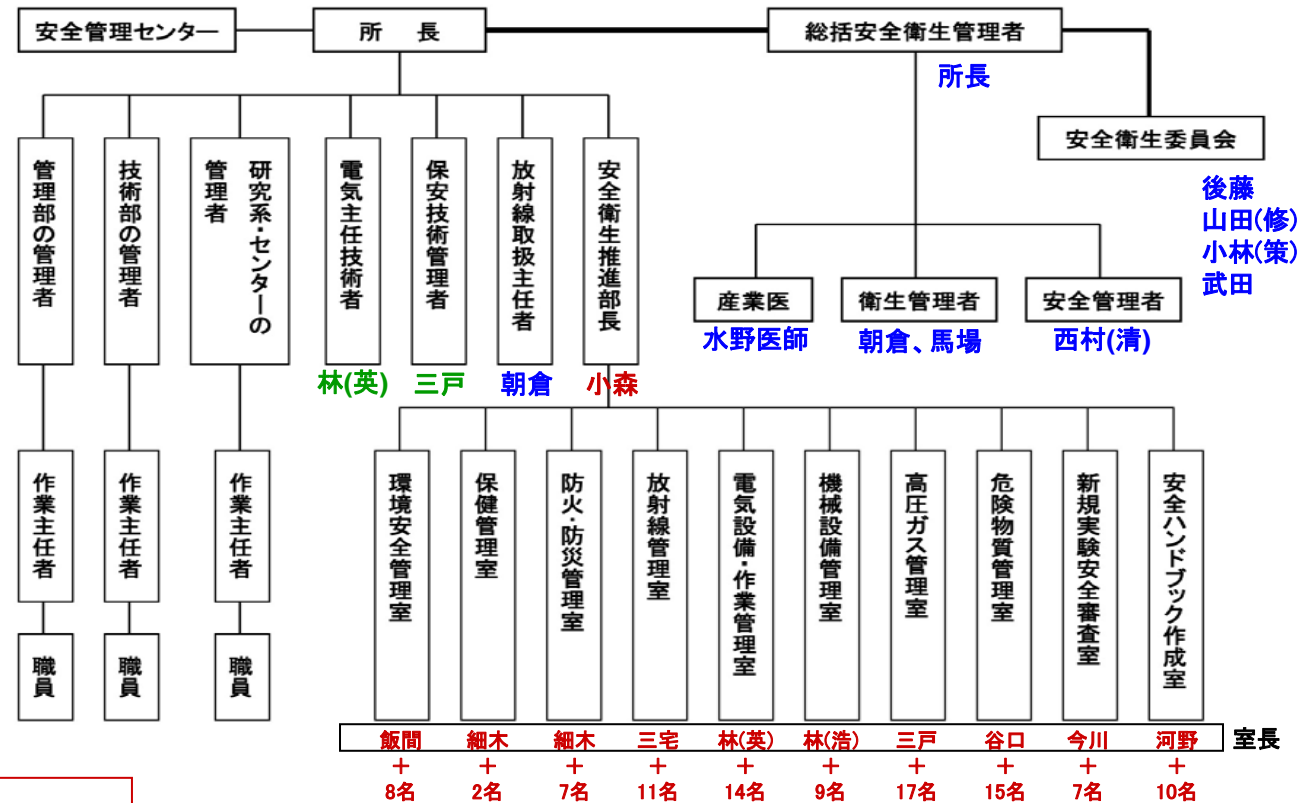 安全管理センター
所　長
総括安全衛生管理者
所長
安全衛生委員会
後藤
山田(修)
小林(策)
武田
管理部の管理者
技術部の管理者
研究系・センターの
管理者
電気主任技術者
保安技術管理者
放射線取扱主任者
安全衛生推進部長
林(英)
三戸
朝倉
小森
産業医
衛生管理者
安全管理者
水野医師
朝倉、馬場
西村(清)
作業主任者
作業主任者
作業主任者
職員
職員
職員
環境安全管理室
保健管理室
防火・防災管理室
放射線管理室
電気設備・作業管理室
機械設備管理室
高圧ガス管理室
危険物質管理室
新規実験安全審査室
安全ハンドブック作成室
飯間
細木
細木
三宅
林(英)
林(浩)
三戸
谷口
今川
河野
室長
+
+
+
+
+
+
+
+
+
+
8名
2名
7名
11名
14名
9名
17名
15名
7名
10名